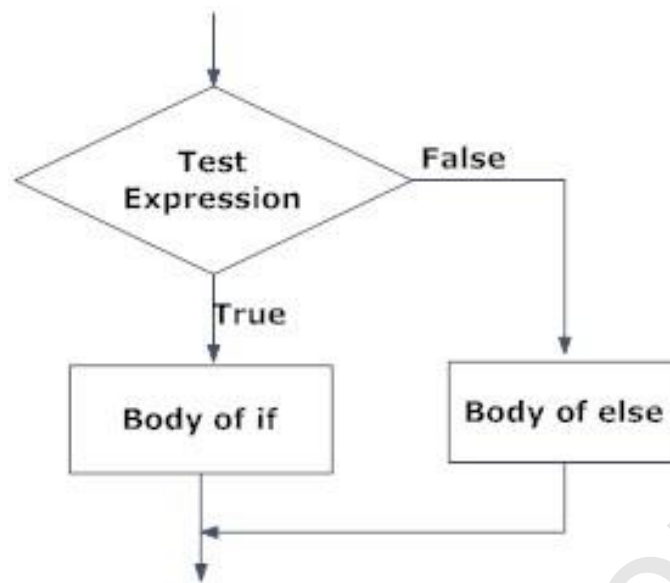 Test
Expression
False
True
Body of if
Body of else